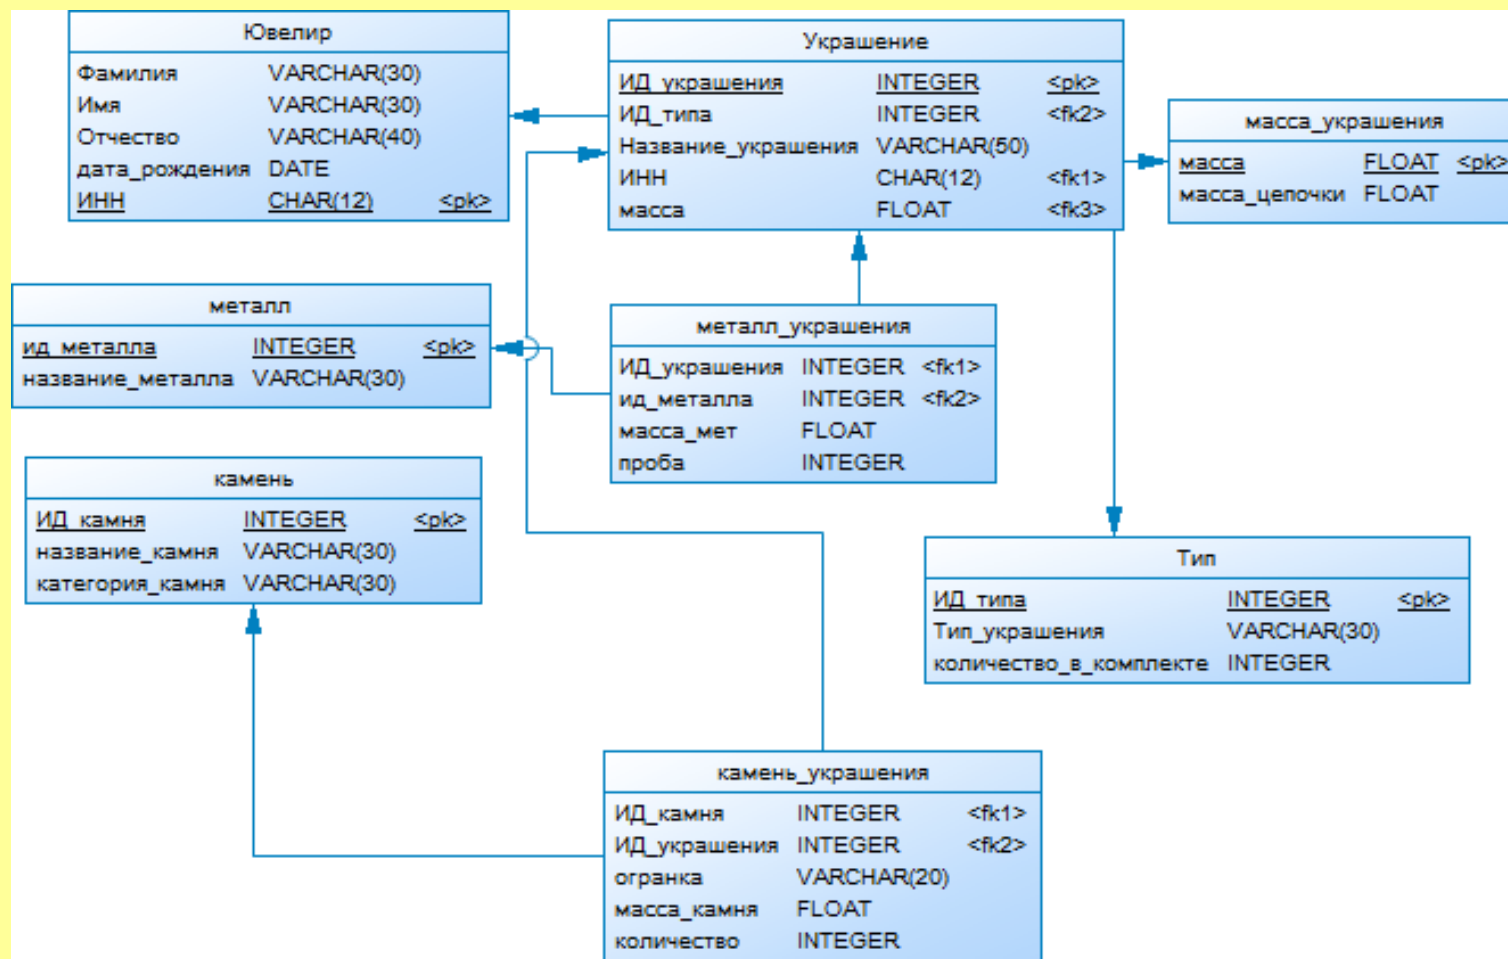 Ювелир
Фамилия VARCHAR(30)
Имя VARCHAR(30)
Отчество VARCHAR(40)
дата_рождения DATE
ИНН CHAR(12) <pk>
Украшение
ИД_украшения INTEGER <pk>
ИД_типа INTEGER <fk2>
Название_украшения VARCHAR(50)
ИНН CHAR(12) <fk1>
масса FLOAT <fk3>
масса_украшения
масса FLOAT <pk>
масса_цепочки FLOAT
металл
ид_металла INTEGER <pk>
название_металла VARCHAR(30)
металл_украшения
ИД_украшения INTEGER <fk1>
ид_металла INTEGER <fk2>
масса_мет FLOAT
проба INTEGER
камень
ИД_камня INTEGER <pk>
название_камня VARCHAR(30)
категория_камня VARCHAR(30)
Тип
ИД_типа INTEGER <pk>
Тип_украшения VARCHAR(30)
количество_в_комплекте INTEGER
камень_украшения
ИД_камня INTEGER <fk1>
ИД_украшения INTEGER <fk2>
огранка VARCHAR(20)
масса_камня FLOAT
количество INTEGER